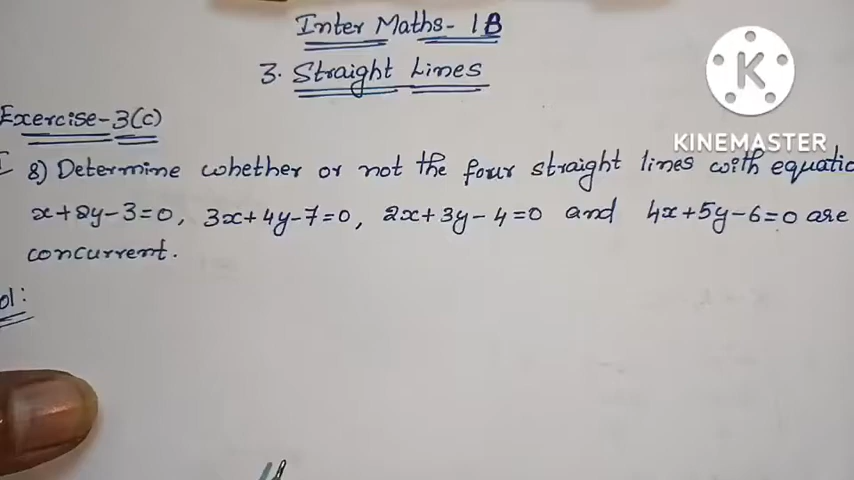 Inter Maths- 1B
3. Straight Lines
K
KINEMASTER
Exercise-3(c)
I 8) Determine whether or not the four straight lines with equatio
x+2y-3=0, 3x+4y-7=0, 2x+3y-4=0 and 4x+5y-6=0 are
concurrent.
ol: